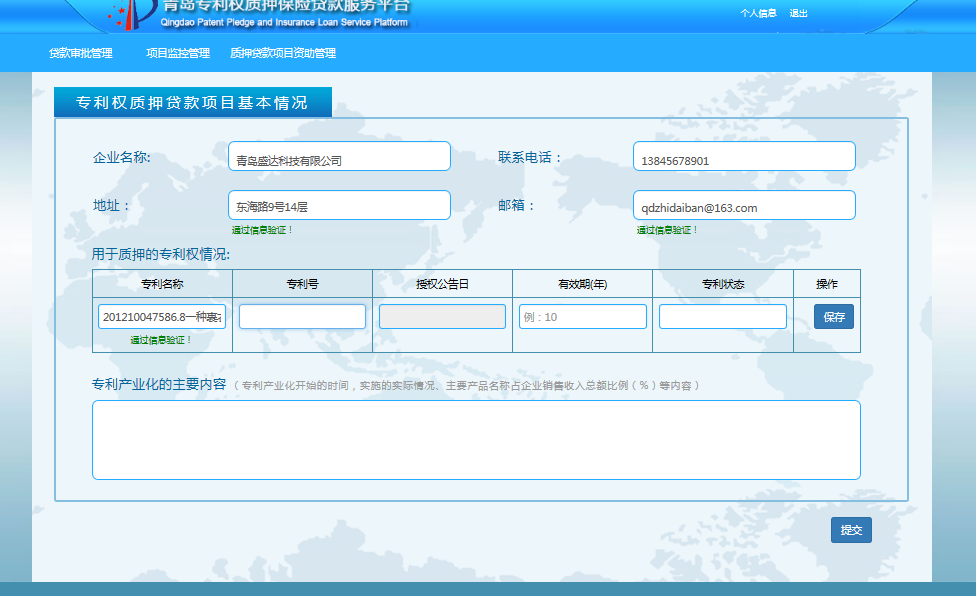 青岛专利权质押保险贷款服务平台
Qingdao Patent Pledge and Insurance Loan Service Platform
个人信息 退出
贷款审批管理 项目监控管理 质押贷款项目资助管理
专利权质押贷款项目基本情况
企业名称: 青岛盛达科技有限公司 联系电话： 13845678901
地址： 东海路9号14层 邮箱： qdzhidaiban@163.com
通过信息验证！ 通过信息验证！
用于质押的专利权情况:
专利名称 专利号 授权公告日 有效期(年) 专利状态 操作
201210047586.8一种裹 例：10 保存
通过信息验证！
专利产业化的主要内容 （专利产业化开始的时间，实施的实际情况、主要产品名称占企业销售收入总额比例（%）等内容）
提交